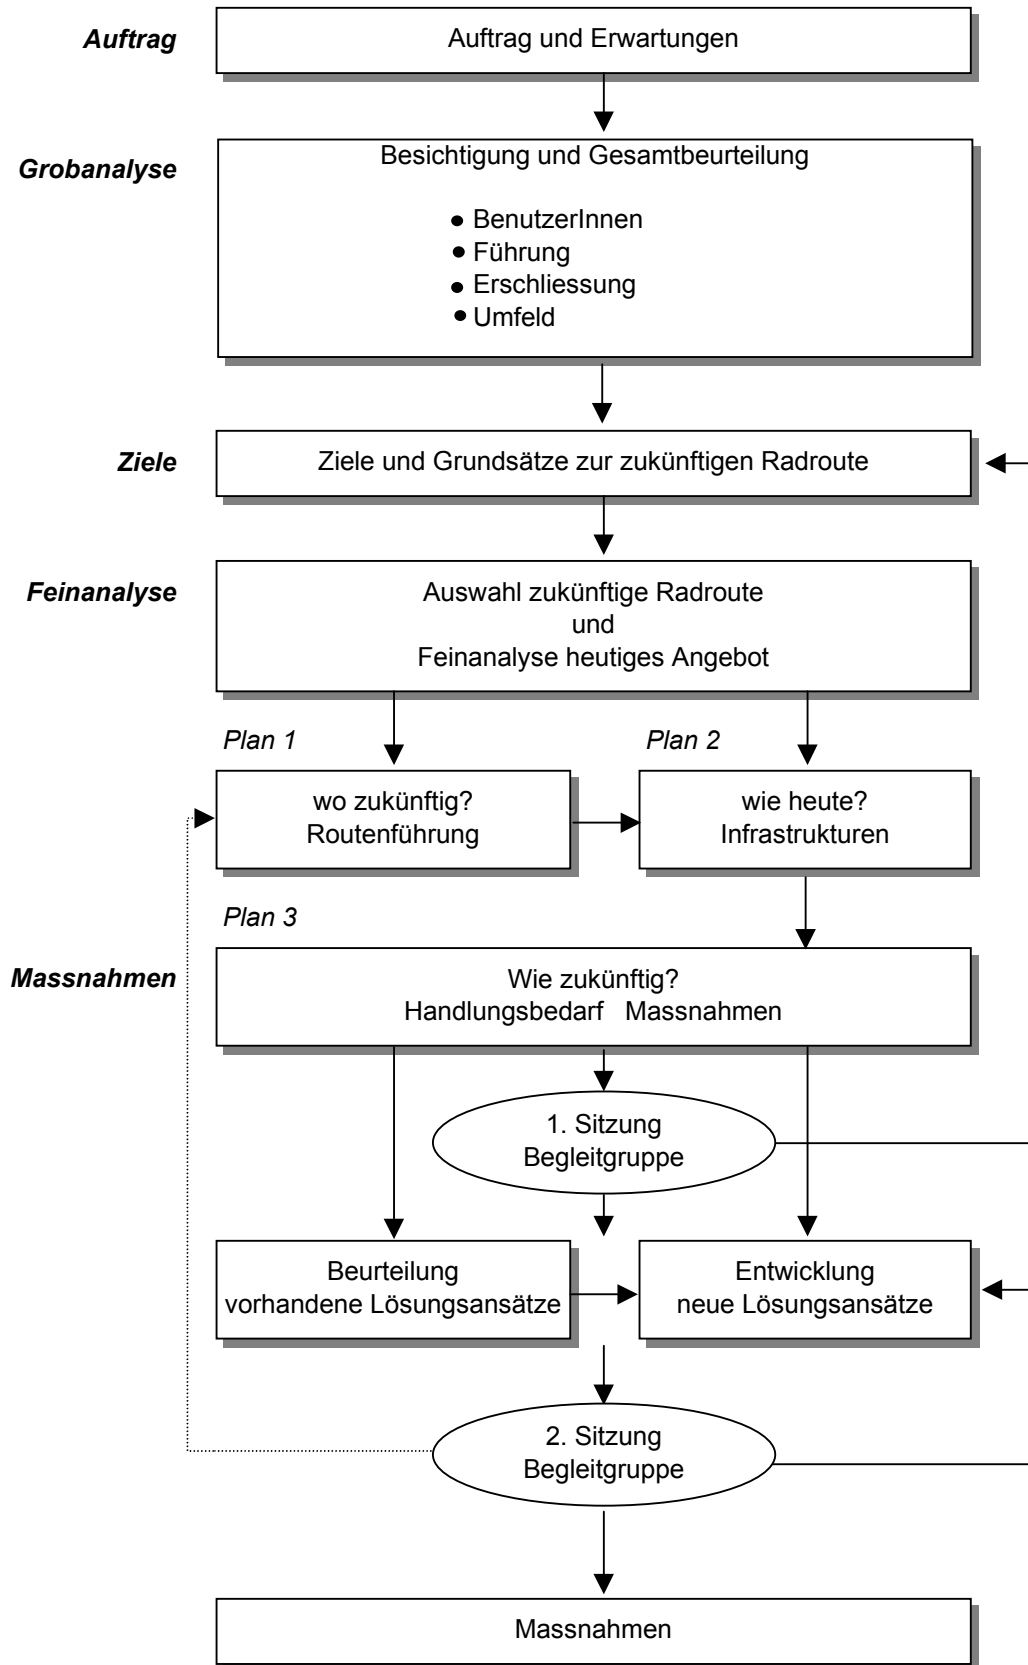 Auftrag
Auftrag und Erwartungen
Grobanalyse
Besichtigung und Gesamtbeurteilung
● BenutzerInnen
● Führung
● Erschliessung
● Umfeld
Ziele
Ziele und Grundsätze zur zukünftigen Radroute
Feinanalyse
Auswahl zukünftige Radroute
und
Feinanalyse heutiges Angebot
Plan 1
Plan 2
wo zukünftig?
Routenführung
wie heute?
Infrastrukturen
Plan 3
Massnahmen
Wie zukünftig?
Handlungsbedarf Massnahmen
1. Sitzung
Begleitgruppe
Beurteilung
vorhandene Lösungsansätze
Entwicklung
neue Lösungsansätze
2. Sitzung
Begleitgruppe
Massnahmen